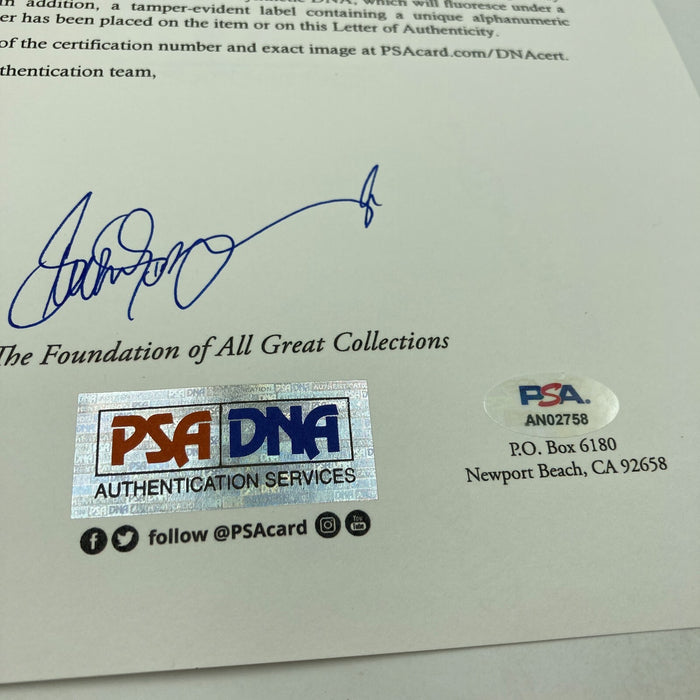 in addition, a tamper-evident label containing a unique alphanumeric
er has been placed on the item or on this Letter of Authenticity.
of the certification number and exact image at PSAcard.com/DNAcert.
thentication team,
The Foundation of All Great Collections
PSA DNA
AUTHENTICATION SERVICES
follow @PSAcard
PSA.
AN02758
P.O. Box 6180
Newport Beach, CA 92658